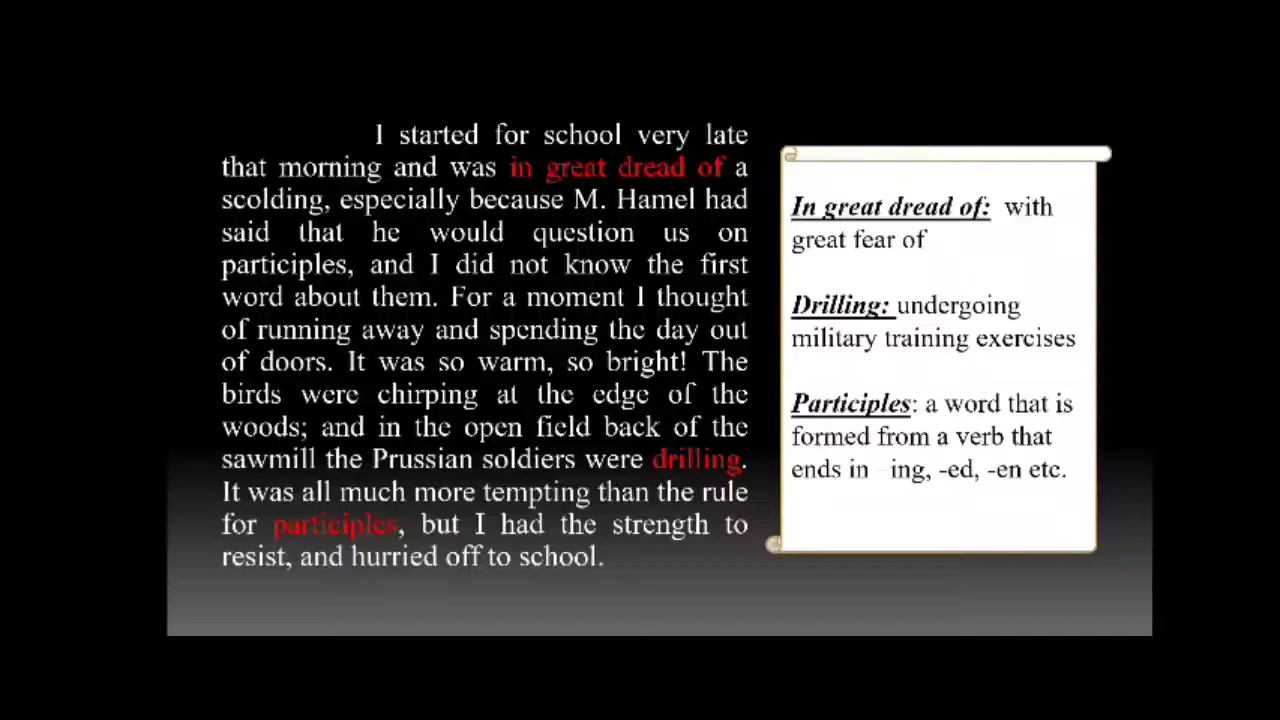 I started for school very late
that morning and was in great dread of a
scolding, especially because M. Hamel had
said that he would question us on
participles, and I did not know the first
word about them. For a moment I thought
of running away and spending the day out
of doors. It was so warm, so bright! The
birds were chirping at the edge of the
woods; and in the open field back of the
sawmill the Prussian soldiers were drilling.
It was all much more tempting than the rule
for participles, but I had the strength to
resist, and hurried off to school.
In great dread of: with
great fear of
Drilling: undergoing
military training exercises
Participles: a word that is
formed from a verb that
ends in –ing, -ed, -en etc.